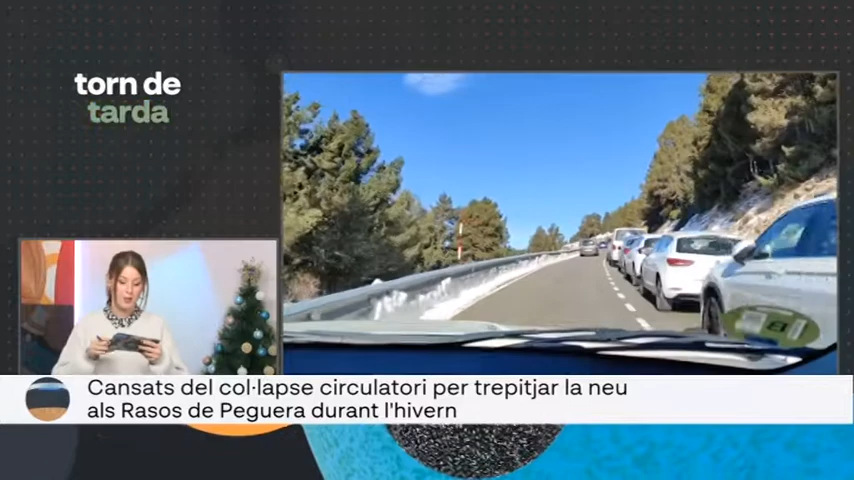 torn de
tarda
Cansats del col·lapse circulatori per trepitjar la neu
als Rasos de Peguera durant l'hivern